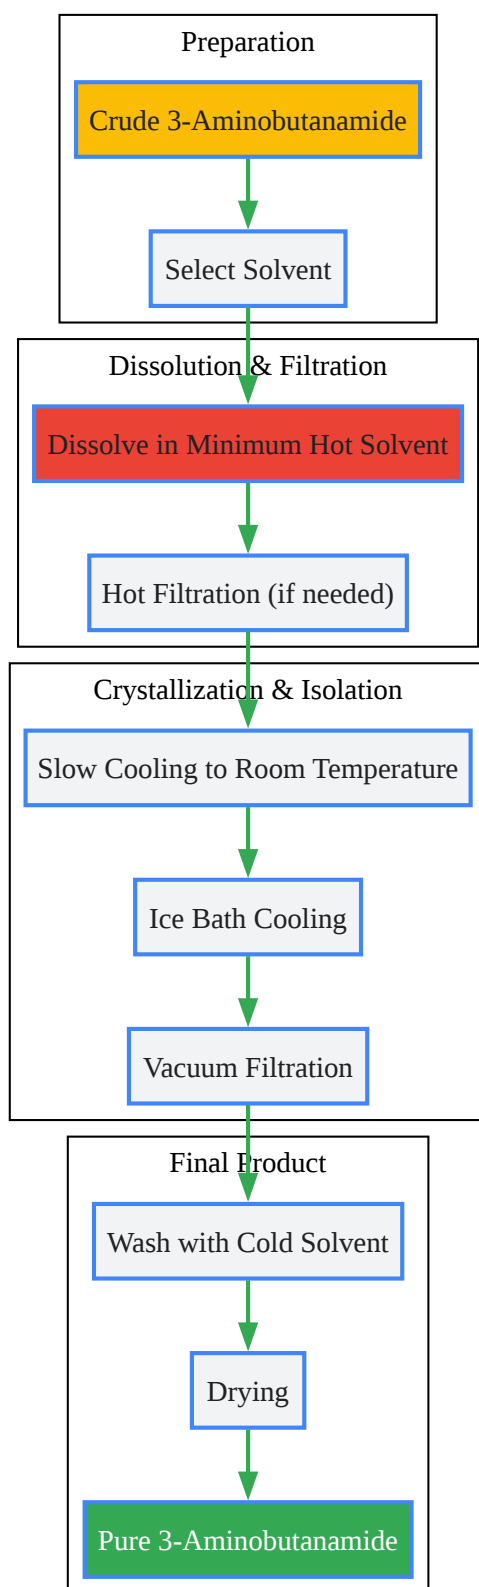 Preparation
Crude 3-Aminobutanamide
Select Solvent
Dissolution & Filtration
Dissolve in Minimum Hot Solvent
Hot Filtration (if needed)
Crystallization & Isolation
Slow Cooling to Room Temperature
Ice Bath Cooling
Vacuum Filtration
Final Product
Wash with Cold Solvent
Drying
Pure 3-Aminobutanamide